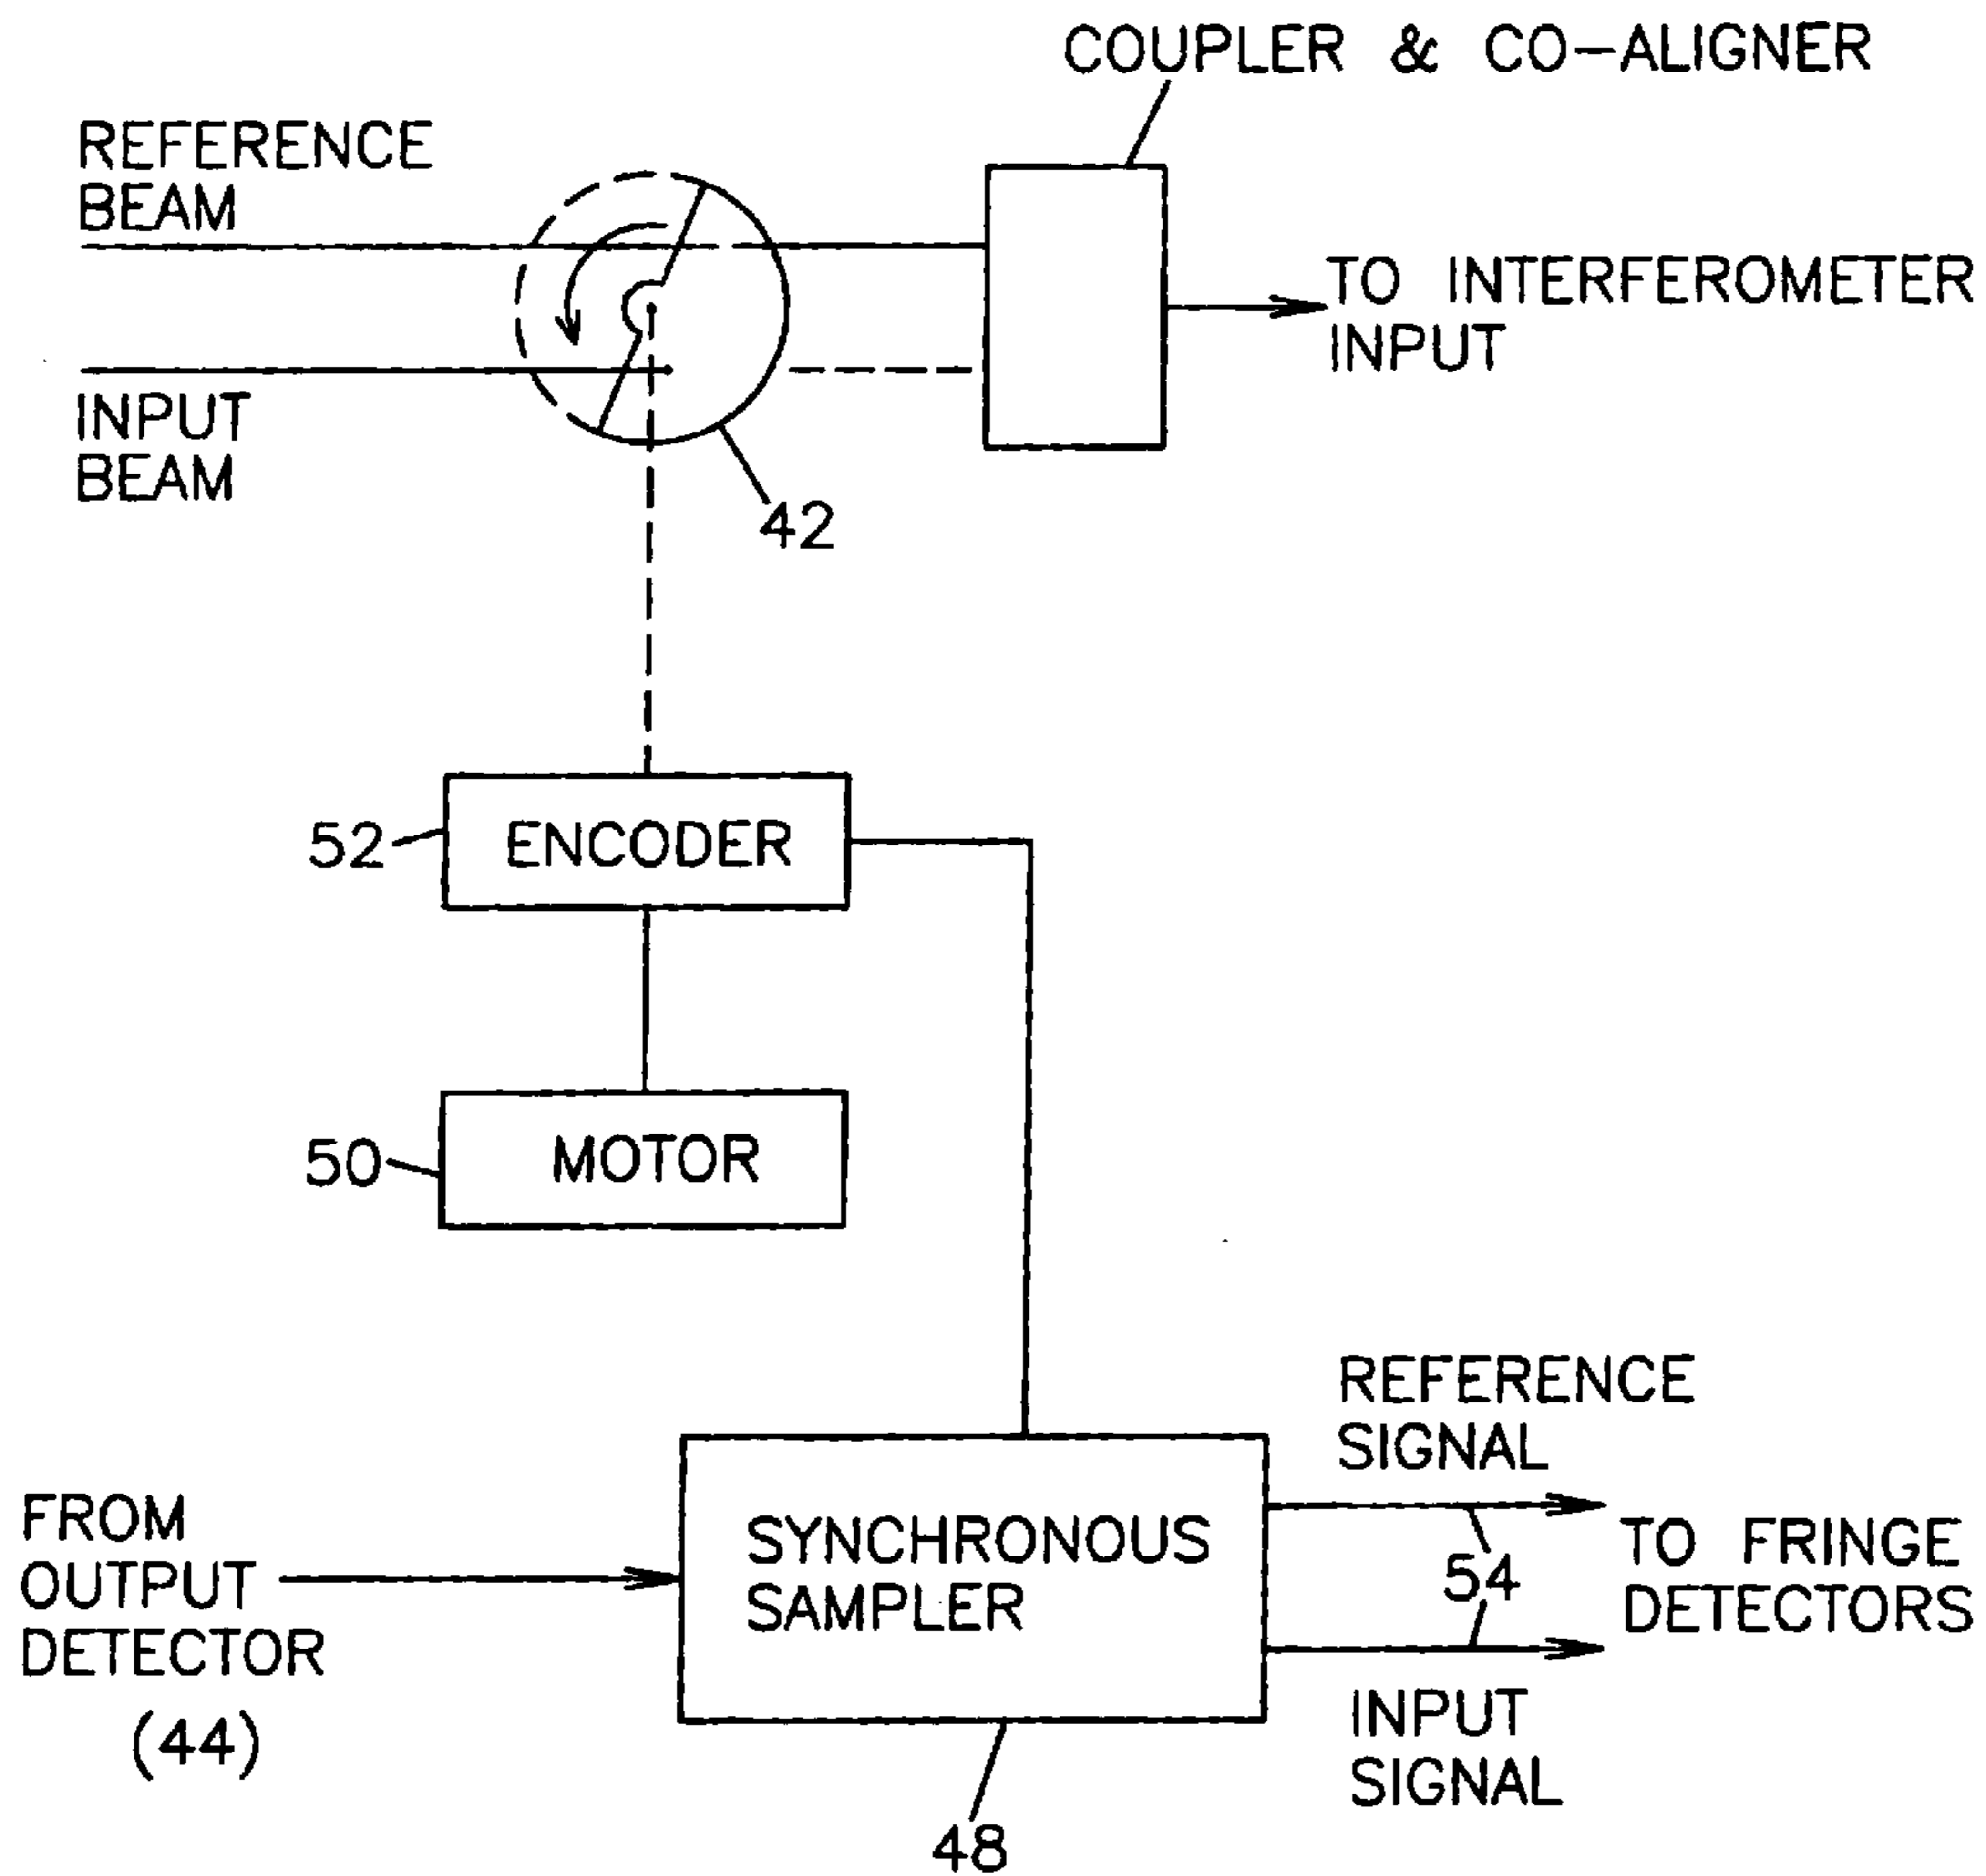 COUPLER & CO-ALIGNER
REFERENCE
BEAM
TO INTERFEROMETER
INPUT
INPUT
BEAM
42
52
ENCODER
50
MOTOR
REFERENCE
SIGNAL
FROM
OUTPUT
DETECTOR
(44)
SYNCHRONOUS
SAMPLER
54
TO FRINGE
DETECTORS
INPUT
SIGNAL
48